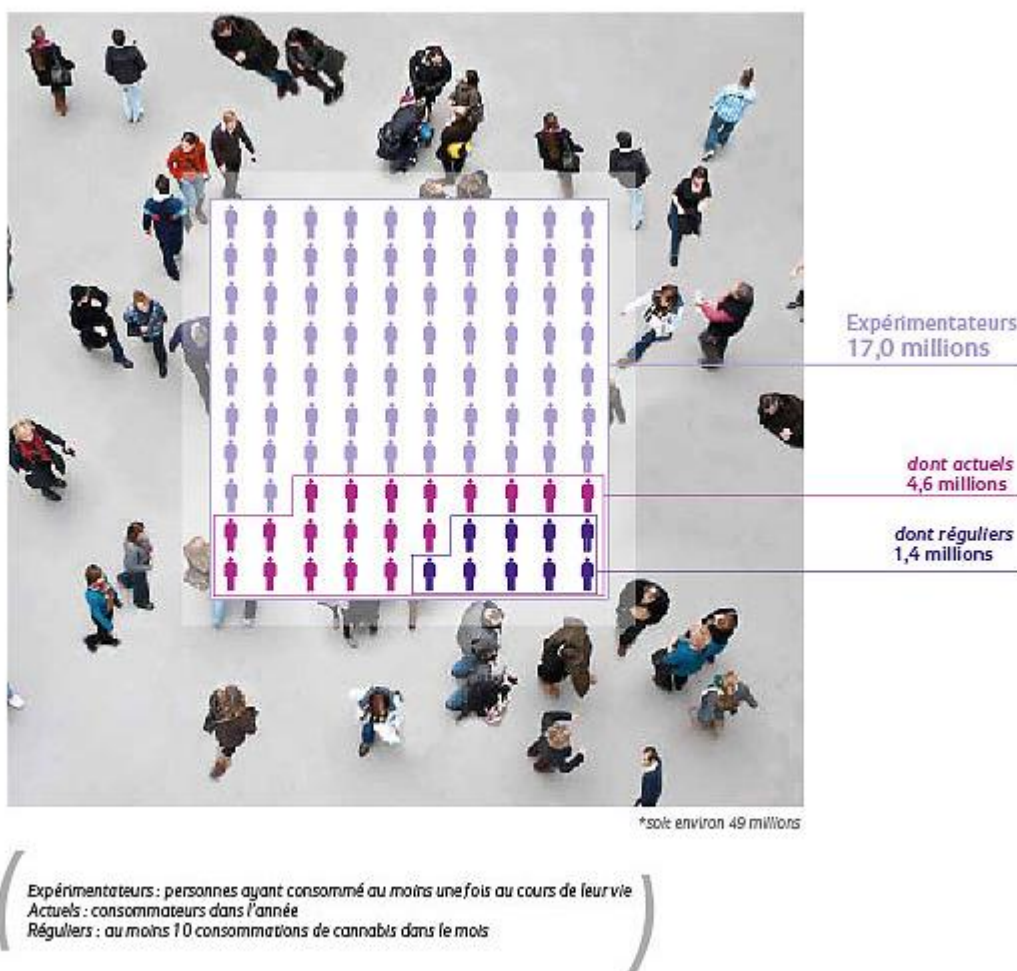 Expérimentateurs
17,0 millions
dont actuels
4,6 millions
dont réguliers
1,4 millions
*soit environ 49 millions
Expérimentateurs : personnes ayant consommé au moins une fois au cours de leur vie
Actuels : consommateurs dans l'année
Réguliers : au moins 10 consommations de cannabis dans le mois